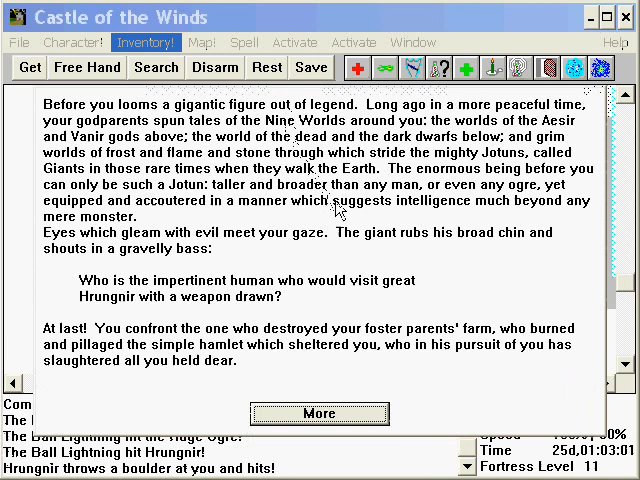 Castle of the Winds
File Character! Inventory! Map! Spell Activate Activate Window Help
Get Free Hand Search Disarm Rest Save
Before you looms a gigantic figure out of legend. Long ago in a more peaceful time,
your godparents spun tales of the Nine Worlds around you: the worlds of the Aesir
and Vanir gods above; the world of the dead and the dark dwarfs below; and grim
worlds of frost and flame and stone through which stride the mighty Jotuns, called
Giants in those rare times when they walk the Earth. The enormous being before you
can only be such a Jotun: taller and broader than any man, or even any ogre, yet
equipped and accoutered in a manner which suggests intelligence much beyond any
mere monster.
Eyes which gleam with evil meet your gaze. The giant rubs his broad chin and
shouts in a gravelly bass:
Who is the impertinent human who would visit great
Hrungnir with a weapon drawn?
At last! You confront the one who destroyed your foster parents' farm, who burned
and pillaged the simple hamlet which sheltered you, who in his pursuit of you has
slaughtered all you held dear.
More
The Ball Lightning hit the Huge Ogre!
The Ball Lightning hit Hrungnir!
Hrungnir throws a boulder at you and hits!
Speed
Time 25d,01:03:01
Fortress Level 11